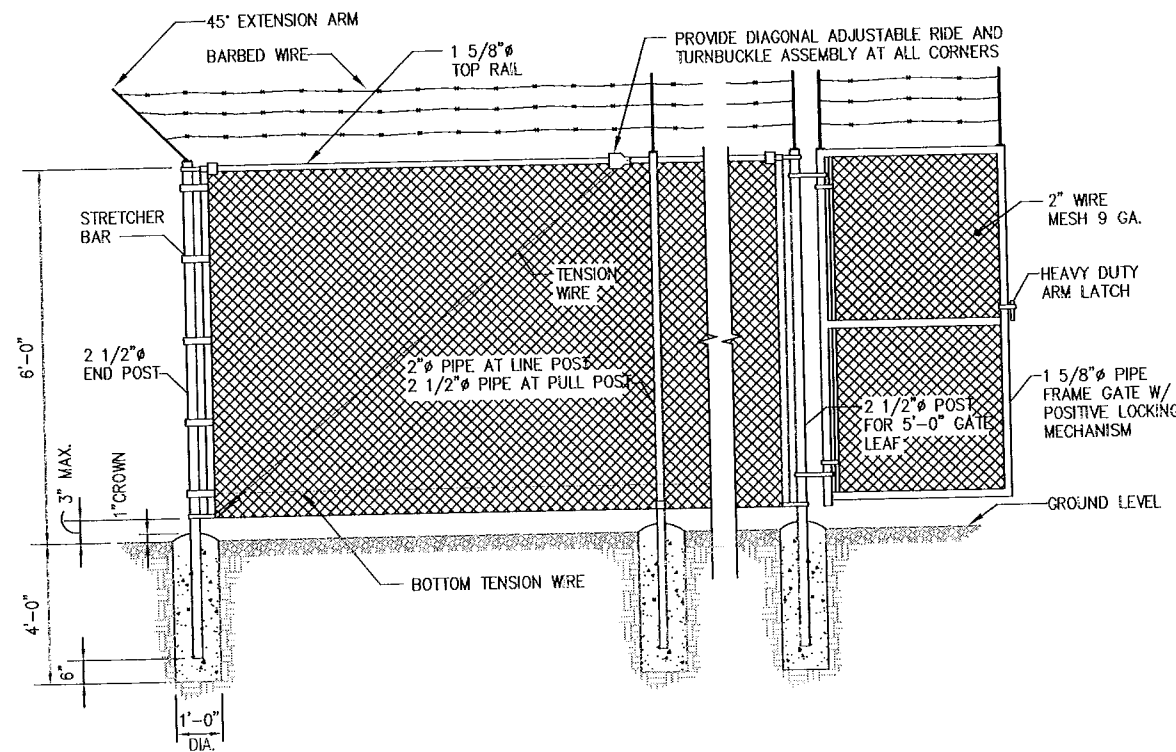 45° EXTENSION ARM
BARBED WIRE
1 5/8"ø
TOP RAIL
PROVIDE DIAGONAL ADJUSTABLE RIDE AND
TURNBUCKLE ASSEMBLY AT ALL CORNERS
STRETCHER
BAR
2" WIRE
MESH 9 GA.
TENSION
WIRE
HEAVY DUTY
ARM LATCH
6'-0"
2 1/2"ø
END POST
2"ø PIPE AT LINE POST
2 1/2"ø PIPE AT PULL POST
2 1/2"ø POST
FOR 5'-0" GATE
LEAF
1 5/8"ø PIPE
FRAME GATE W/
POSITIVE LOCKING
MECHANISM
3" MAX.
1"CROWN
GROUND LEVEL
BOTTOM TENSION WIRE
4'-0"
6"
1'-0"
DIA.